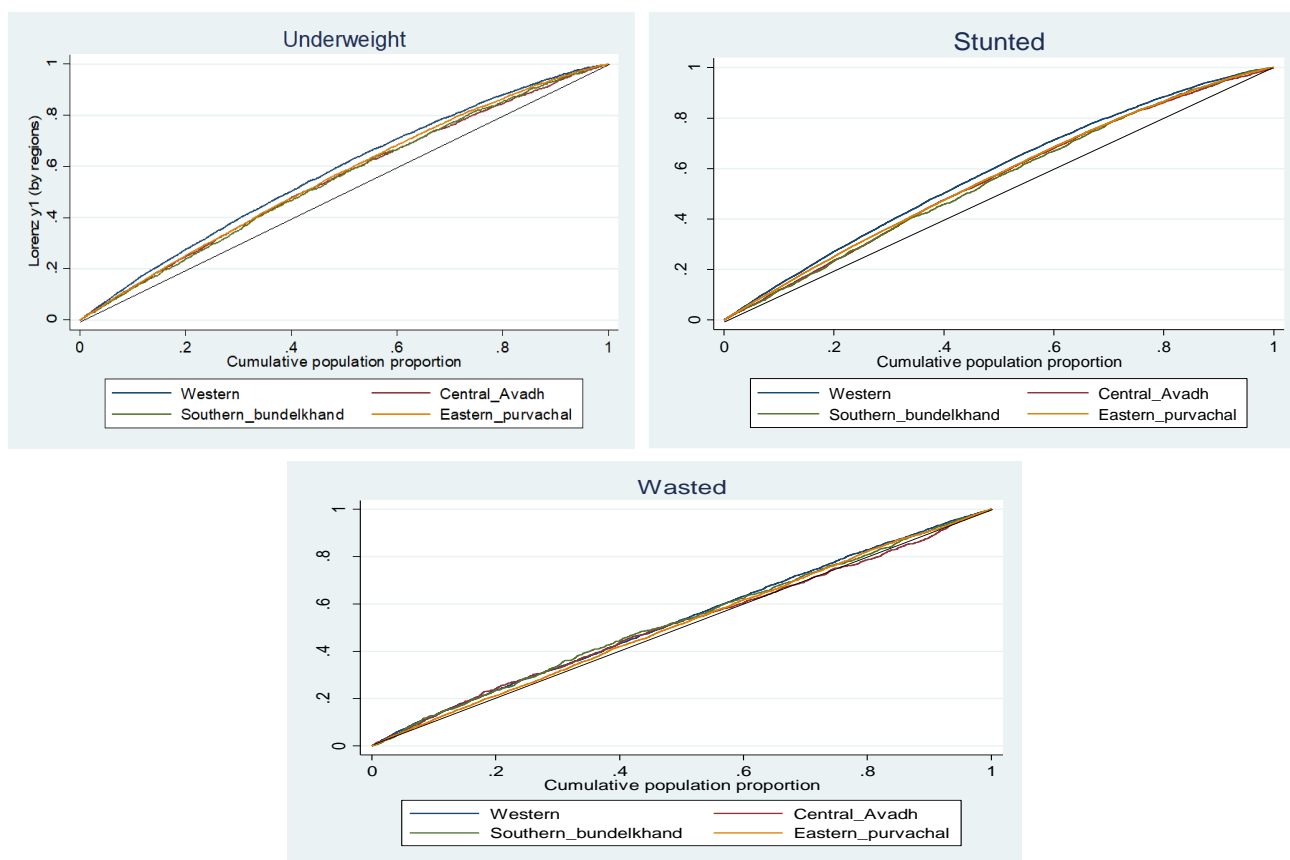 Underweight
Lorenz y1 (by regions)
1
.8
.6
.4
.2
0
0 .2 .4 .6 .8 1
Cumulative population proportion
Western Central_Avadh
Southern_bundelkhand Eastern_purvachal
Stunted
1
.8
.6
.4
.2
0
0 .2 .4 .6 .8 1
Cumulative population proportion
Western Central_Avadh
Southern_bundelkhand Eastern_purvachal
Wasted
1
.8
.6
.4
.2
0
0 .2 .4 .6 .8 1
Cumulative population proportion
Western Central_Avadh
Southern_bundelkhand Eastern_purvachal